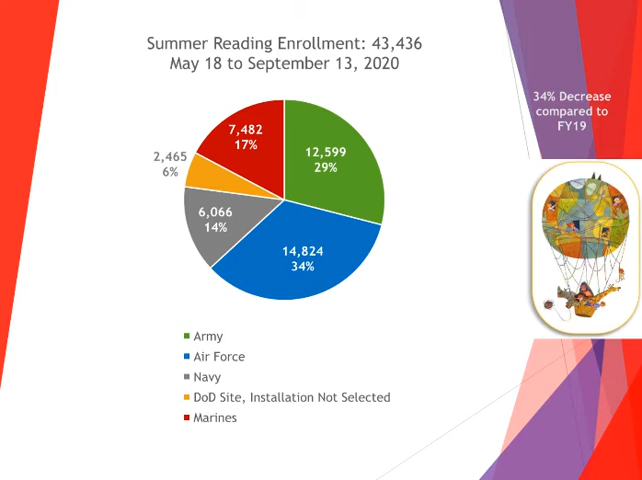 Summer Reading Enrollment: 43,436
May 18 to September 13, 2020
34% Decrease
compared to
FY19
7,482
17%
12,599
29%
2,465
6%
6,066
14%
14,824
34%
Army
Air Force
Navy
DoD Site, Installation Not Selected
Marines